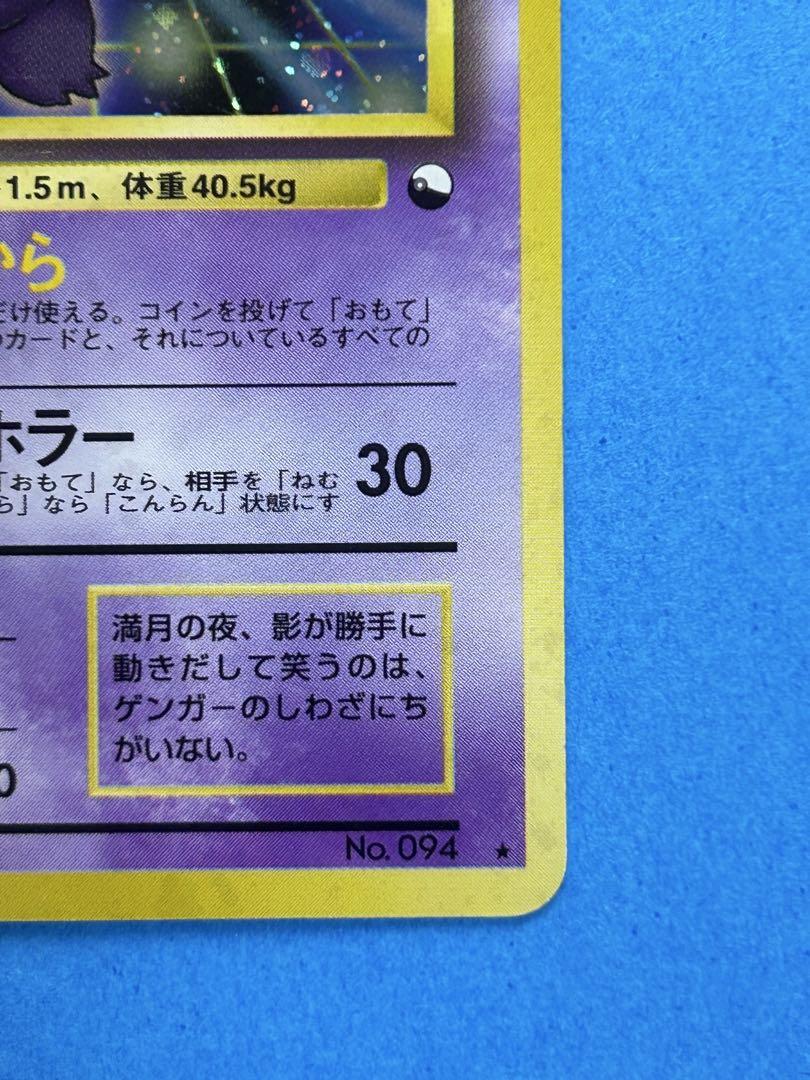 1.5m、体重40.5kg
から
だけ使える。コインを投げて「おもて」
のカードと、それについているすべての
ホラー
30
「おもて」なら、相手を「ねむ
ら」なら「こんらん」状態にす
満月の夜、影が勝手に
動きだして笑うのは、
ゲンガーのしわざにち
がいない。
0
No. 094 ★